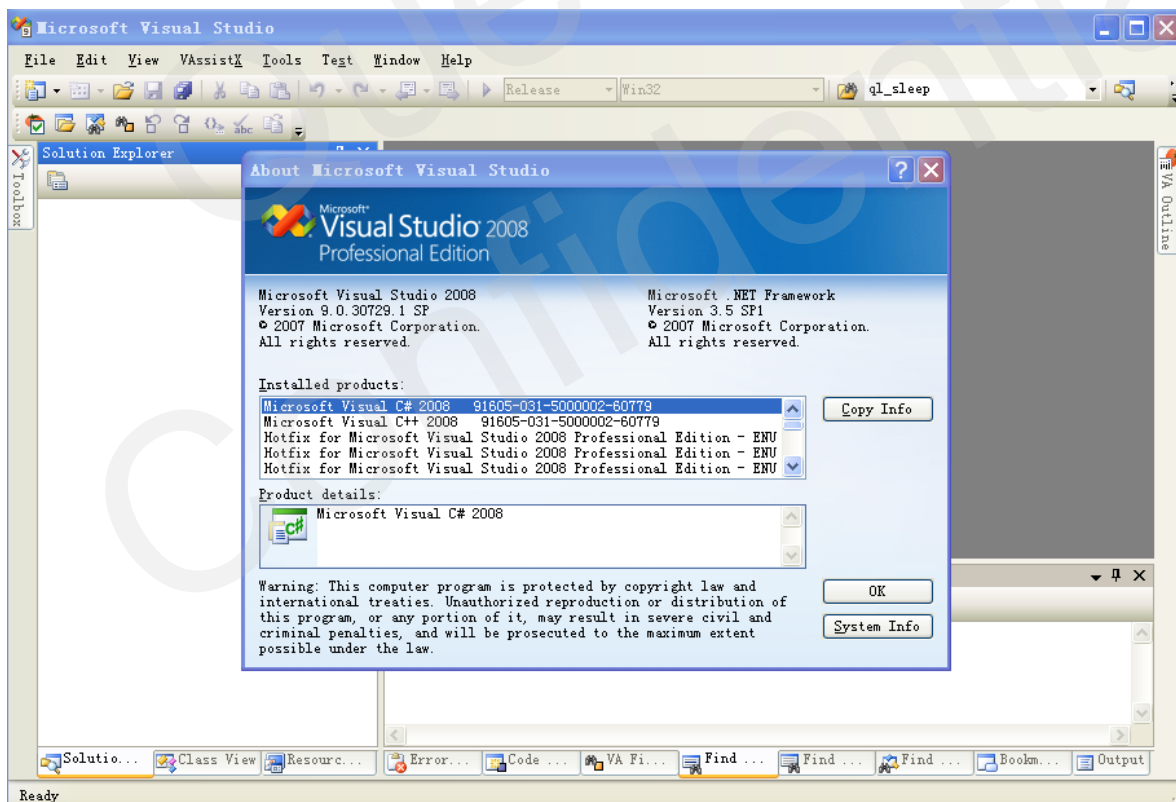 Microsoft Visual Studio
File Edit View VAssistX Tools Test Window Help
Release Win32 ql_sleep
Solution Explorer
Toolbox
VA Outline
About Microsoft Visual Studio
Microsoft®
Visual Studio 2008
Professional Edition
Microsoft Visual Studio 2008
Version 9.0.30729.1 SP
© 2007 Microsoft Corporation.
All rights reserved.
Microsoft .NET Framework
Version 3.5 SP1
© 2007 Microsoft Corporation.
All rights reserved.
Installed products:
Microsoft Visual C# 2008 91605-031-5000002-60779
Microsoft Visual C++ 2008 91605-031-5000002-60779
Hotfix for Microsoft Visual Studio 2008 Professional Edition - ENU
Hotfix for Microsoft Visual Studio 2008 Professional Edition - ENU
Hotfix for Microsoft Visual Studio 2008 Professional Edition - ENU
Copy Info
Product details:
Microsoft Visual C# 2008
Warning: This computer program is protected by copyright law and
international treaties. Unauthorized reproduction or distribution of
this program, or any portion of it, may result in severe civil and
criminal penalties, and will be prosecuted to the maximum extent
possible under the law.
OK
System Info
Solutio... Class View Resourc... Error... Code ... VA Fi... Find ... Find ... Find ... Bookm... Output
Ready